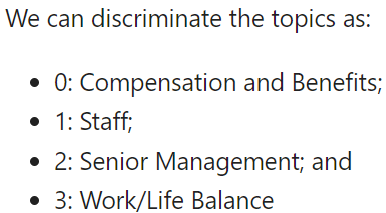 We can discriminate the topics as:
• 0: Compensation and Benefits;
• 1: Staff;
• 2: Senior Management; and
• 3: Work/Life Balance